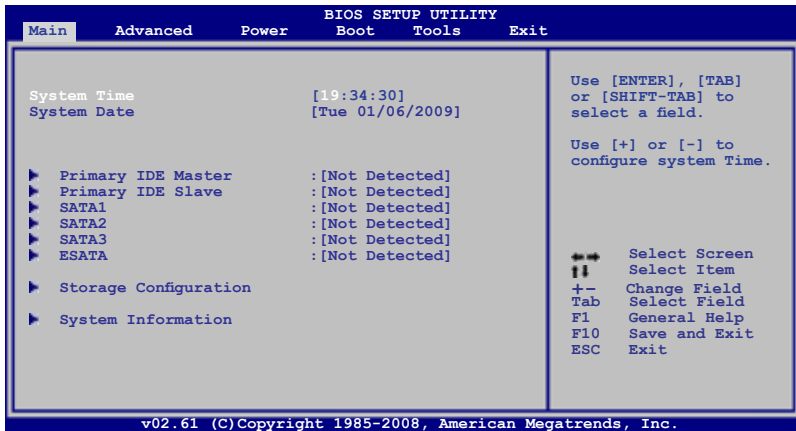 BIOS SETUP UTILITY
Main Advanced Power Boot Tools Exit
System Time [19:34:30]
System Date [Tue 01/06/2009]
Primary IDE Master :[Not Detected]
Primary IDE Slave :[Not Detected]
SATA1 :[Not Detected]
SATA2 :[Not Detected]
SATA3 :[Not Detected]
ESATA :[Not Detected]
Storage Configuration
System Information
Use [ENTER], [TAB]
or [SHIFT-TAB] to
select a field.
Use [+] or [-] to
configure system Time.
Select Screen
Select Item
+- Change Field
Tab Select Field
F1 General Help
F10 Save and Exit
ESC Exit
v02.61 (C)Copyright 1985-2008, American Megatrends, Inc.